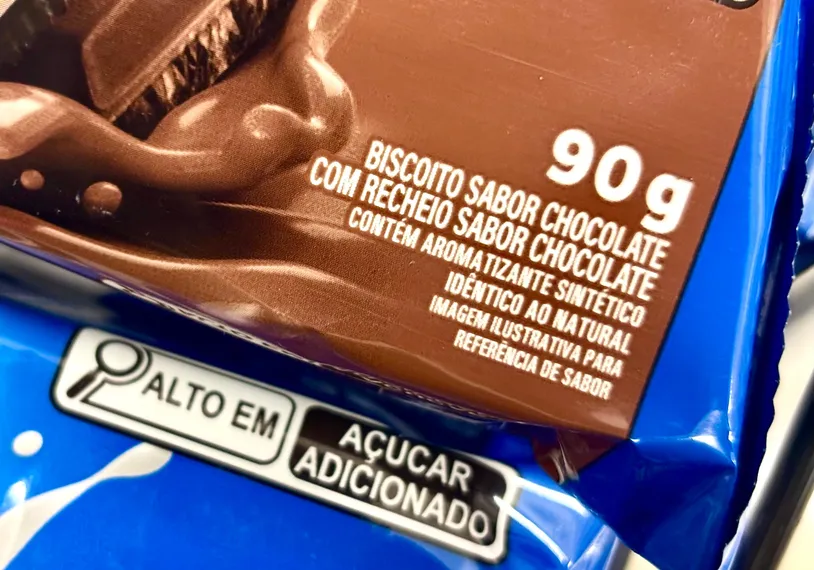 90 g
BISCOITO SABOR CHOCOLATE
COM RECHEIO SABOR CHOCOLATE
CONTÉM AROMATIZANTE SINTÉTICO
IDÊNTICO AO NATURAL
IMAGEM ILUSTRATIVA PARA
REFERÊNCIA DE SABOR
ALTO EM
AÇUCAR
ADICIONADO